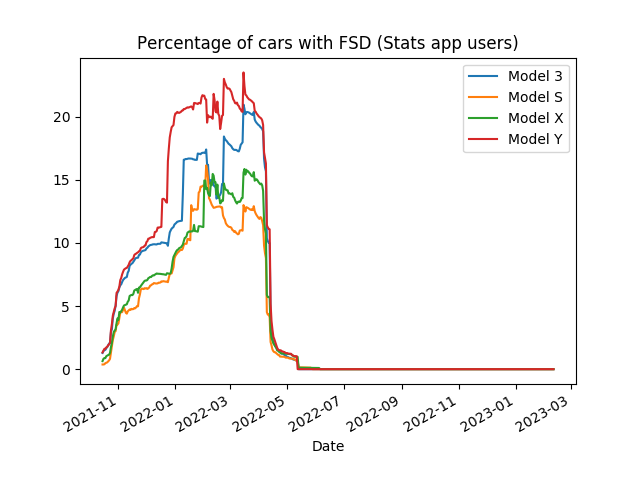 Percentage of cars with FSD (Stats app users)
Model 3
Model S
Model X
Model Y
20
15
10
5
0
2021-11
2022-01
2022-03
2022-05
2022-07
2022-09
2022-11
2023-01
2023-03
Date